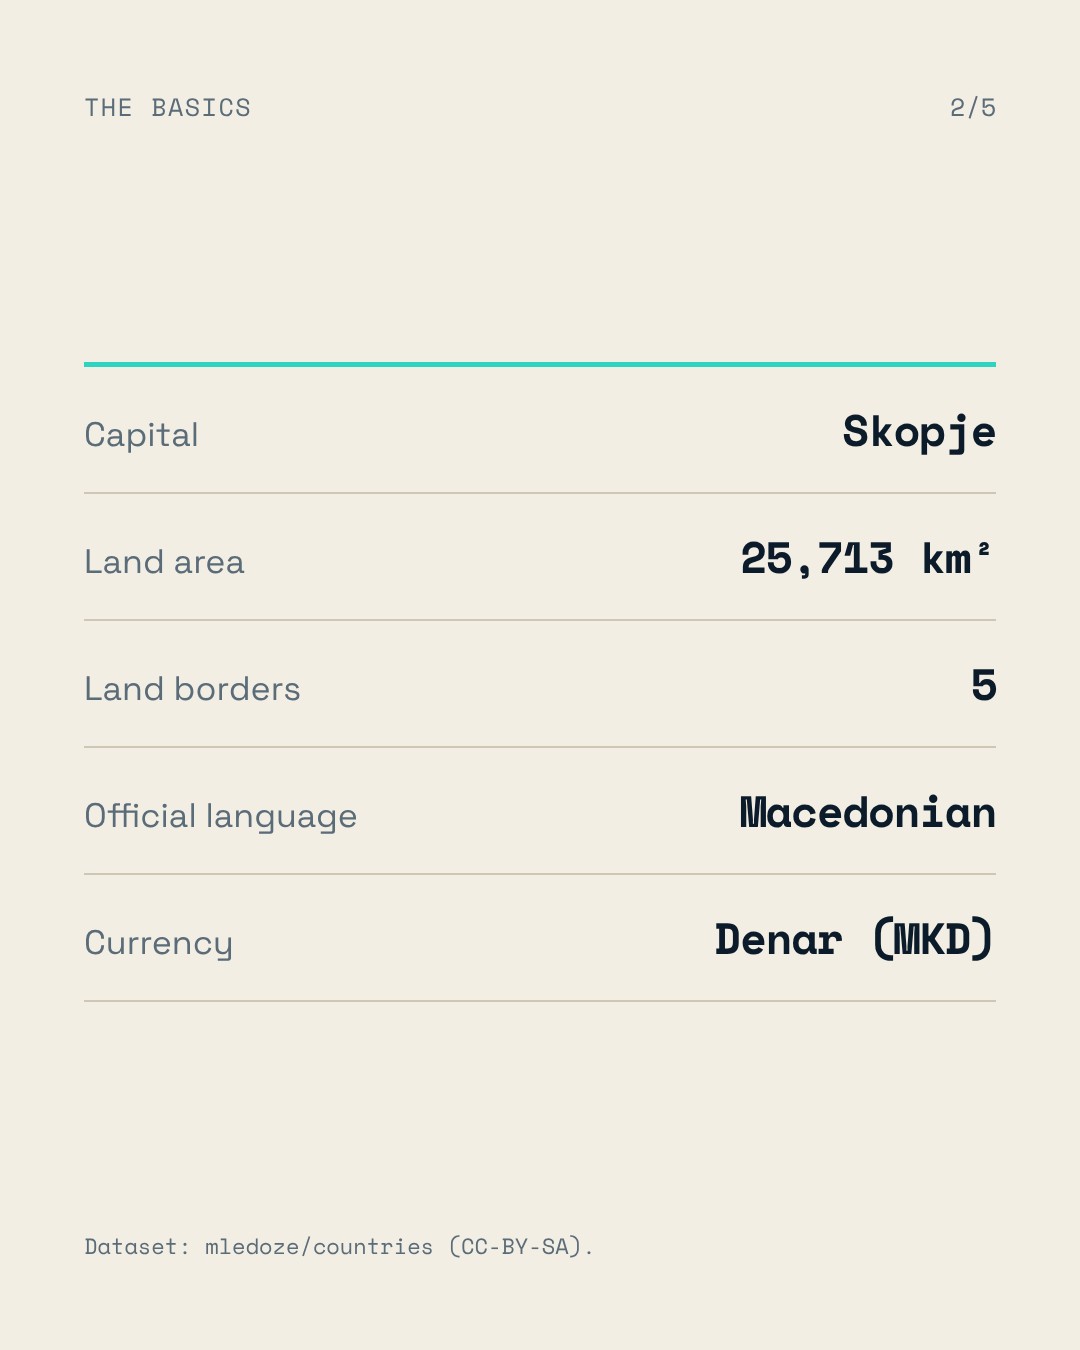 THE BASICS 2/5
Capital Skopje
Land area 25,713 km²
Land borders 5
Official language Macedonian
Currency Denar (MKD)
Dataset: mledoze/countries (CC-BY-SA).